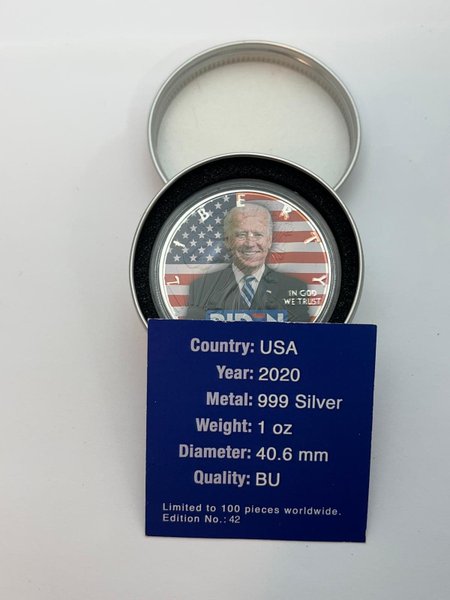 LIBERTY
IN GOD
WE TRUST
BIDEN
Country: USA
Year: 2020
Metal: 999 Silver
Weight: 1 oz
Diameter: 40.6 mm
Quality: BU
Limited to 100 pieces worldwide.
Edition No.: 42